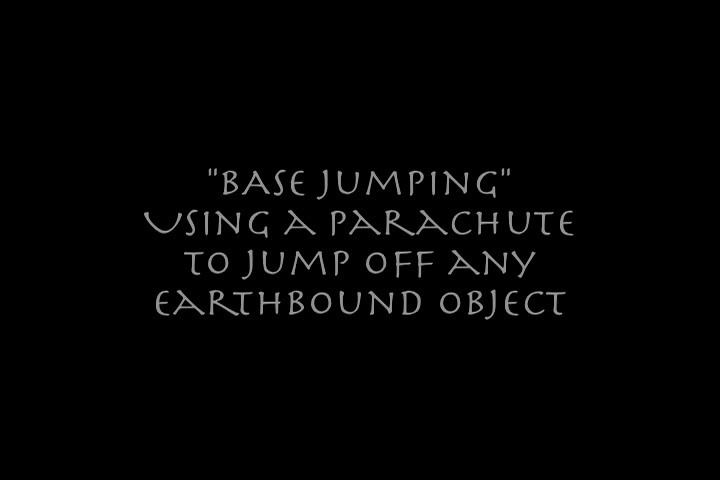 "BASE JUMPING"
USING A PARACHUTE
TO JUMP OFF ANY
EARTHBOUND OBJECT